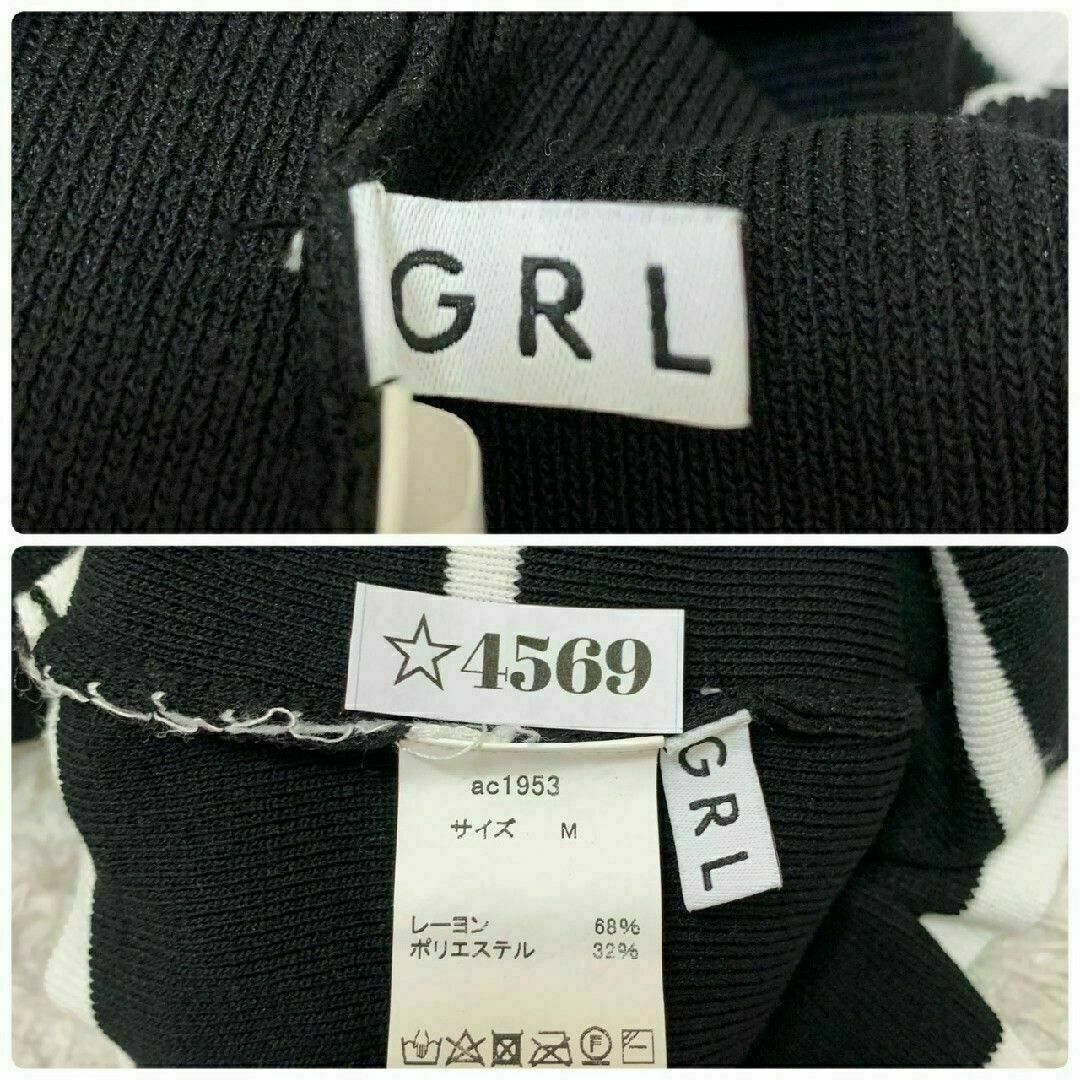 GRL
☆4569
ac1953
サイズ M
GRL
レーヨン 68%
ポリエステル 32%